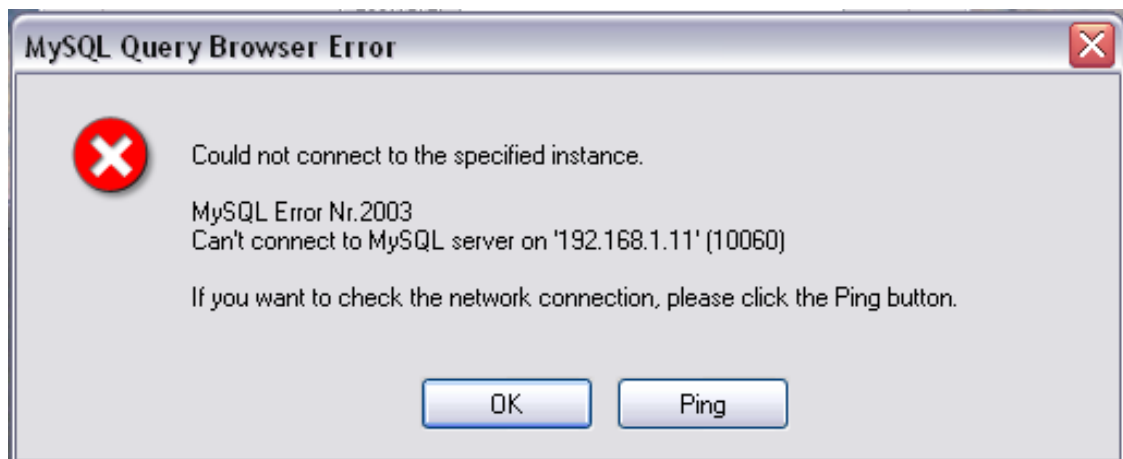 MySQL Query Browser Error
Could not connect to the specified instance.
MySQL Error Nr.2003
Can't connect to MySQL server on '192.168.1.11' (10060)
If you want to check the network connection, please click the Ping button.
OK
Ping